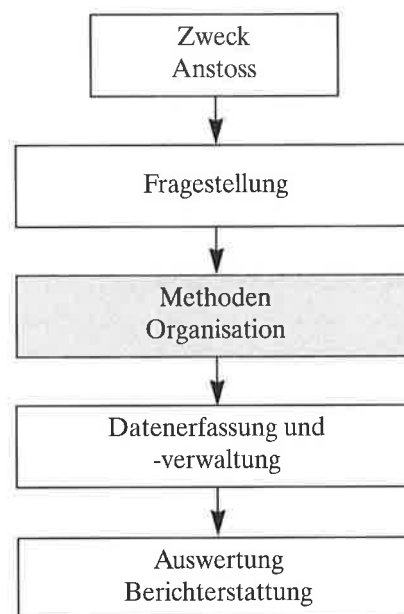 Zweck
Anstoss
Fragestellung
Methoden
Organisation
Datenerfassung und
-verwaltung
Auswertung
Berichterstattung